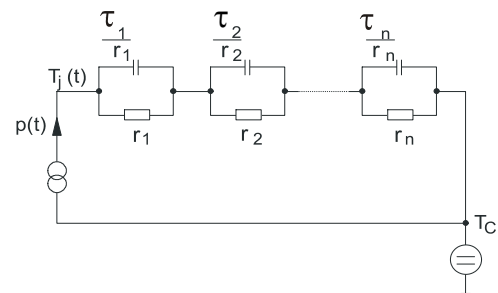 τ1 τ2 τn
r1 r2 rn
Tj (t)
r1 r2 rn
p(t)
TC